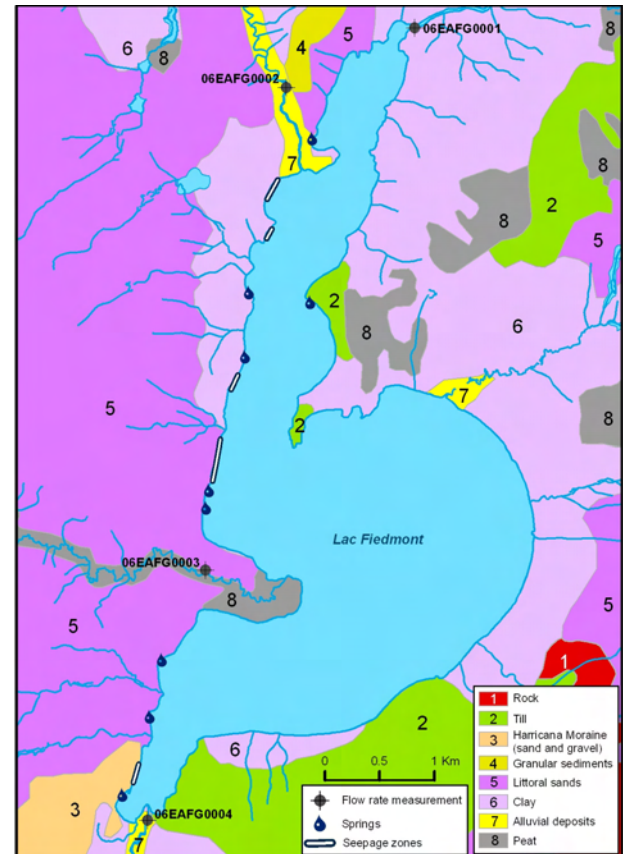 06EAFG0001
5
4
6
8
8
06EAFG0002
7
8
2
8
5
2
8
6
5
7
2
8
Lac Fiedmont
06EAFG0003
8
5
5
1
2
6
3
06EAFG0004
7
0 0.5 1 Km
Flow rate measurement
Springs
Seepage zones
1 Rock
2 Till
3 Harricana Moraine
(sand and gravel)
4 Granular sediments
5 Littoral sands
6 Clay
7 Alluvial deposits
8 Peat